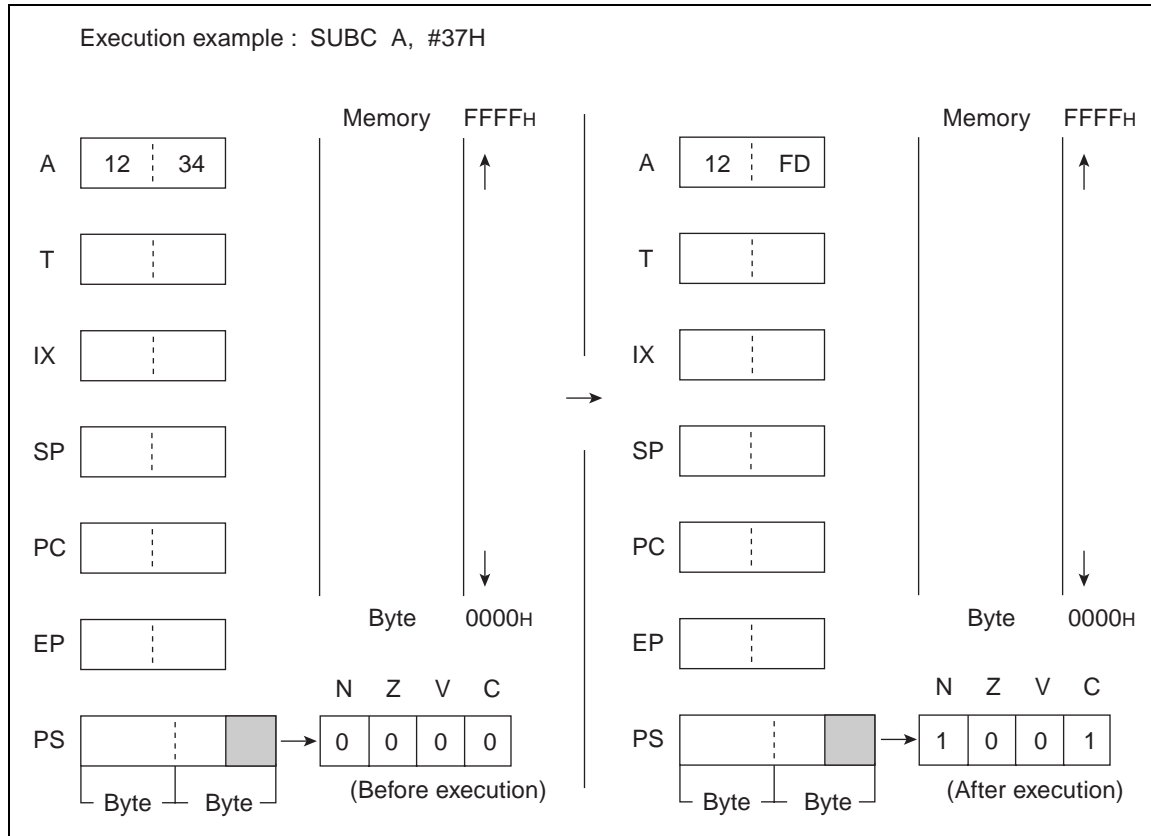 Execution example : SUBC A, #37H
Memory FFFFH
A 12 34
T
IX
SP
PC
Byte 0000H
EP
N Z V C
PS 0 0 0 0
Byte Byte (Before execution)
Memory FFFFH
A 12 FD
T
IX
SP
PC
Byte 0000H
EP
N Z V C
PS 1 0 0 1
Byte Byte (After execution)